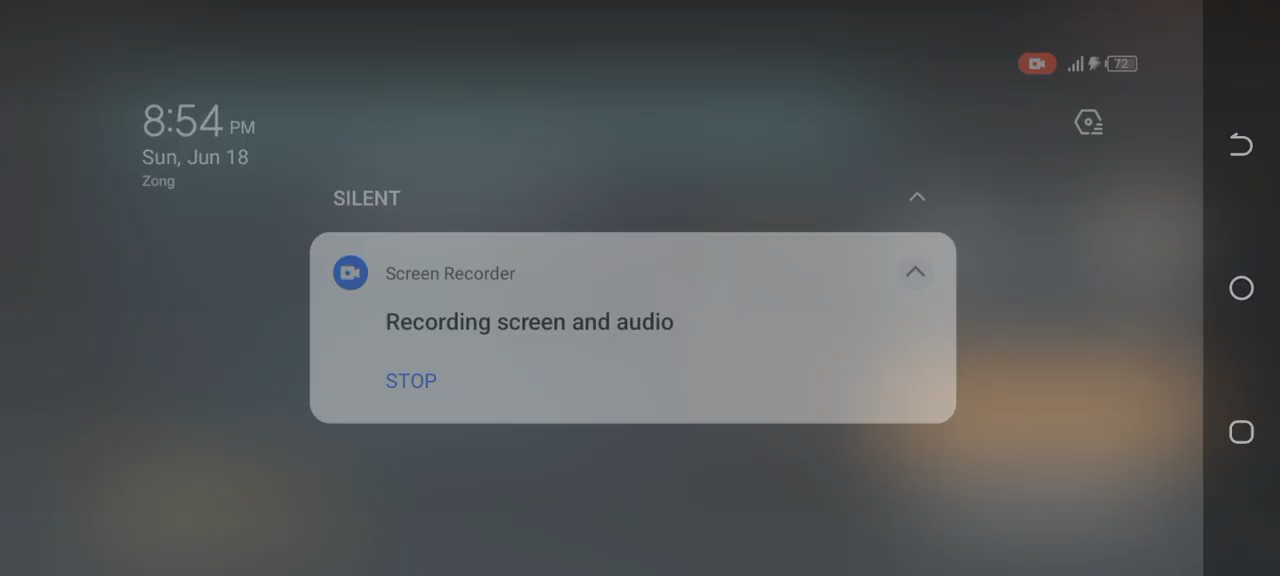 72
8:54 PM
Sun, Jun 18
Zong
SILENT
Screen Recorder
Recording screen and audio
STOP